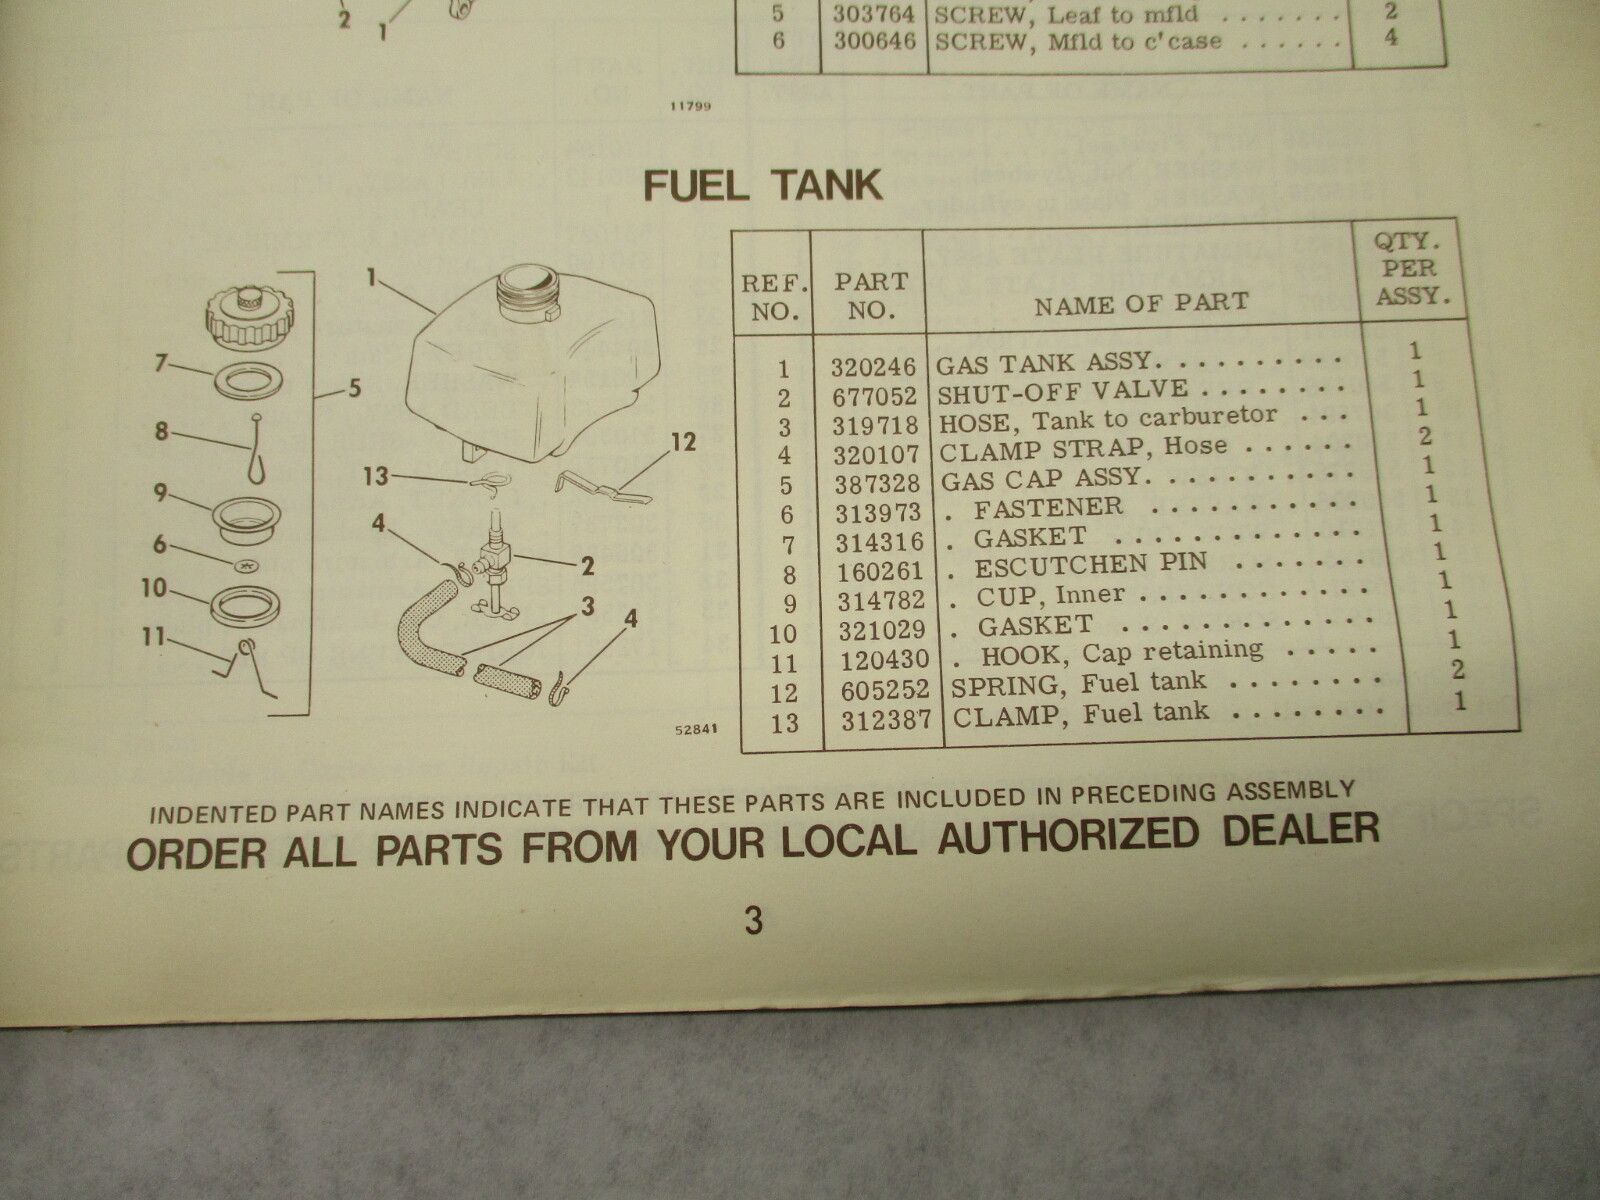 2
1
5 303764 SCREW, Leaf to mfld ....... 2
6 300646 SCREW, Mfld to c'case ...... 4
11799
FUEL TANK
REF. NO. PART NO. NAME OF PART QTY. PER ASSY.
1 320246 GAS TANK ASSY.......... 1
2 677052 SHUT-OFF VALVE ........ 1
3 319718 HOSE, Tank to carburetor ... 1
4 320107 CLAMP STRAP, Hose ...... 2
5 387328 GAS CAP ASSY........... 1
6 313973 . FASTENER ........... 1
7 314316 . GASKET ............. 1
8 160261 . ESCUTCHEN PIN ....... 1
9 314782 . CUP, Inner ............ 1
10 321029 . GASKET ............. 1
11 120430 . HOOK, Cap retaining ..... 1
12 605252 SPRING, Fuel tank ........ 2
13 312387 CLAMP, Fuel tank ........ 1
1
7
5
8
12
13
9
4
6
2
10
3
4
11
52841
INDENTED PART NAMES INDICATE THAT THESE PARTS ARE INCLUDED IN PRECEDING ASSEMBLY
ORDER ALL PARTS FROM YOUR LOCAL AUTHORIZED DEALER
3